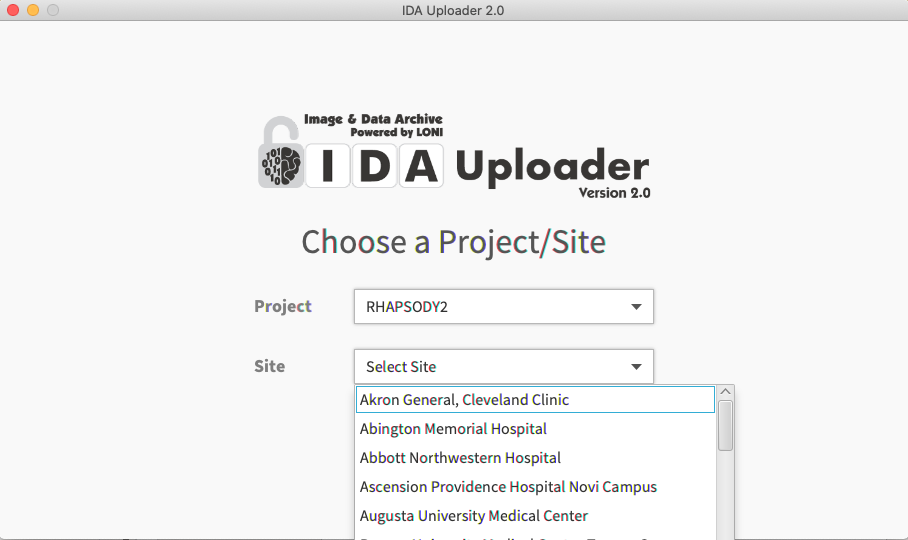 IDA Uploader 2.0
Image & Data Archive
Powered by LONI
101
IDA Uploader
Version 2.0
Choose a Project/Site
Project
RHAPSODY2
Site
Select Site
Akron General, Cleveland Clinic
Abington Memorial Hospital
Abbott Northwestern Hospital
Ascension Providence Hospital Novi Campus
Augusta University Medical Center